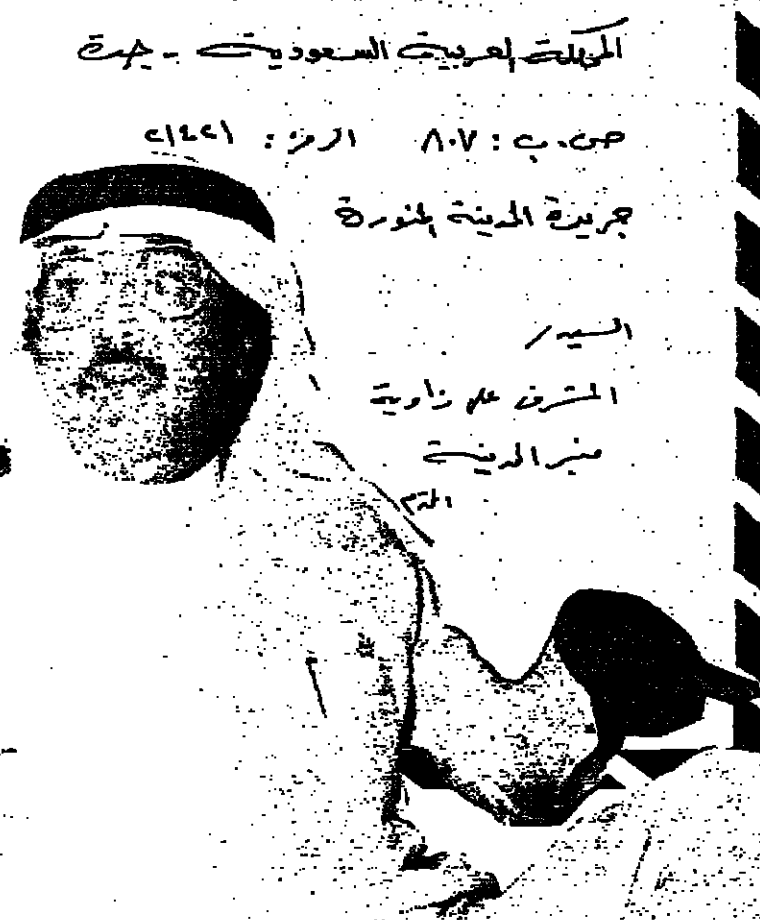 المملكة العربية السعودية - جدة
ص. ب : ٨٠٧ الرمز : ٢١٤٢١
جريدة المدينة المنورة
السيد /
المشرف على زاوية
منبر المدينة
المحترم